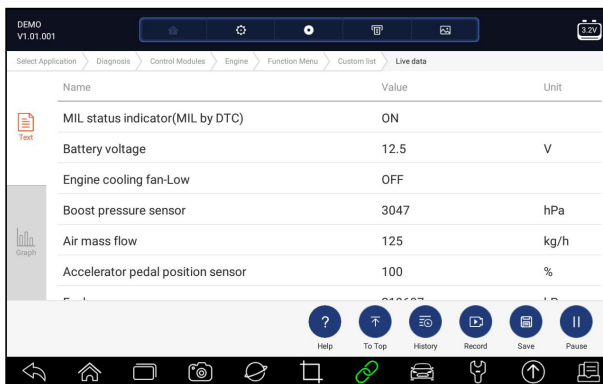 DEMO
V1.01.001
3.2V
Select Application Diagnosis Control Modules Engine Function Menu Custom list Live data
Name Value Unit
Text
MIL status indicator(MIL by DTC) ON
Battery voltage 12.5 V
Engine cooling fan-Low OFF
Boost pressure sensor 3047 hPa
Graph
Air mass flow 125 kg/h
Accelerator pedal position sensor 100 %
Help To Top History Record Save Pause